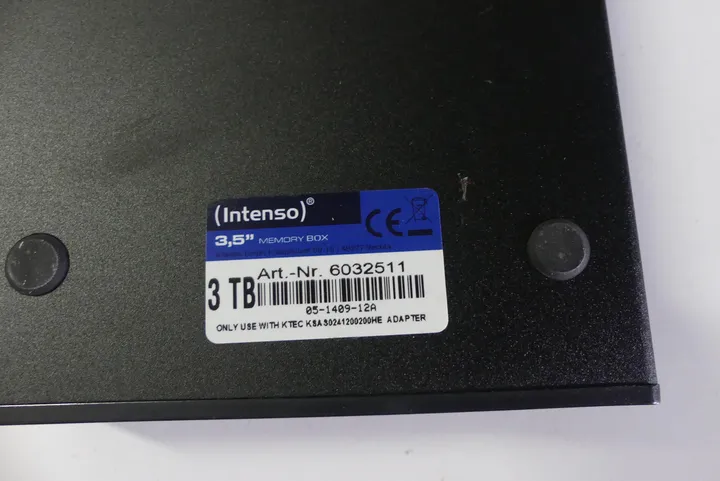 (Intenso)®
3,5" MEMORY BOX
Art.-Nr. 6032511
3 TB
05-1409-12A
ONLY USE WITH KTEC KSAS0241200200HE ADAPTER